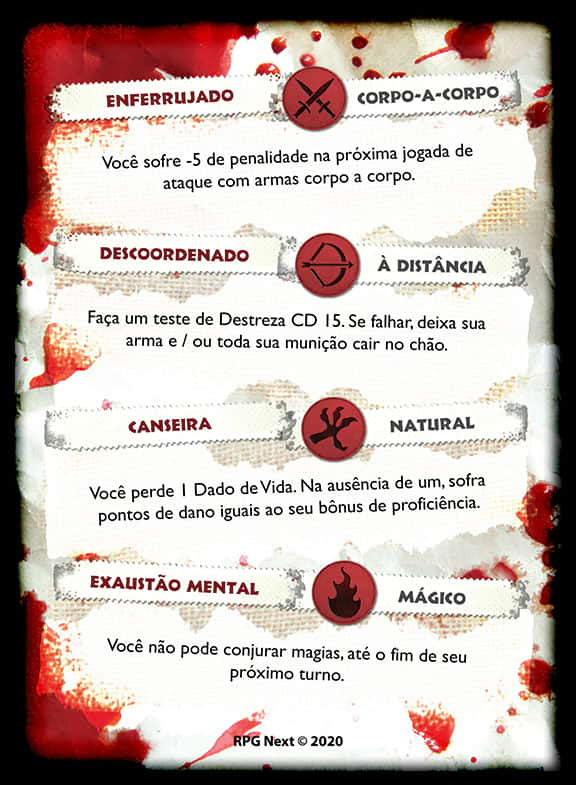 ENFERRUJADO CORPO-A-CORPO
Você sofre -5 de penalidade na próxima jogada de
ataque com armas corpo a corpo.
DESCOORDENADO À DISTÂNCIA
Faça um teste de Destreza CD 15. Se falhar, deixa sua
arma e / ou toda sua munição cair no chão.
CANSEIRA NATURAL
Você perde 1 Dado de Vida. Na ausência de um, sofra
pontos de dano iguais ao seu bônus de proficiência.
EXAUSTÃO MENTAL MÁGICO
Você não pode conjurar magias, até o fim de seu
próximo turno.
RPG Next © 2020